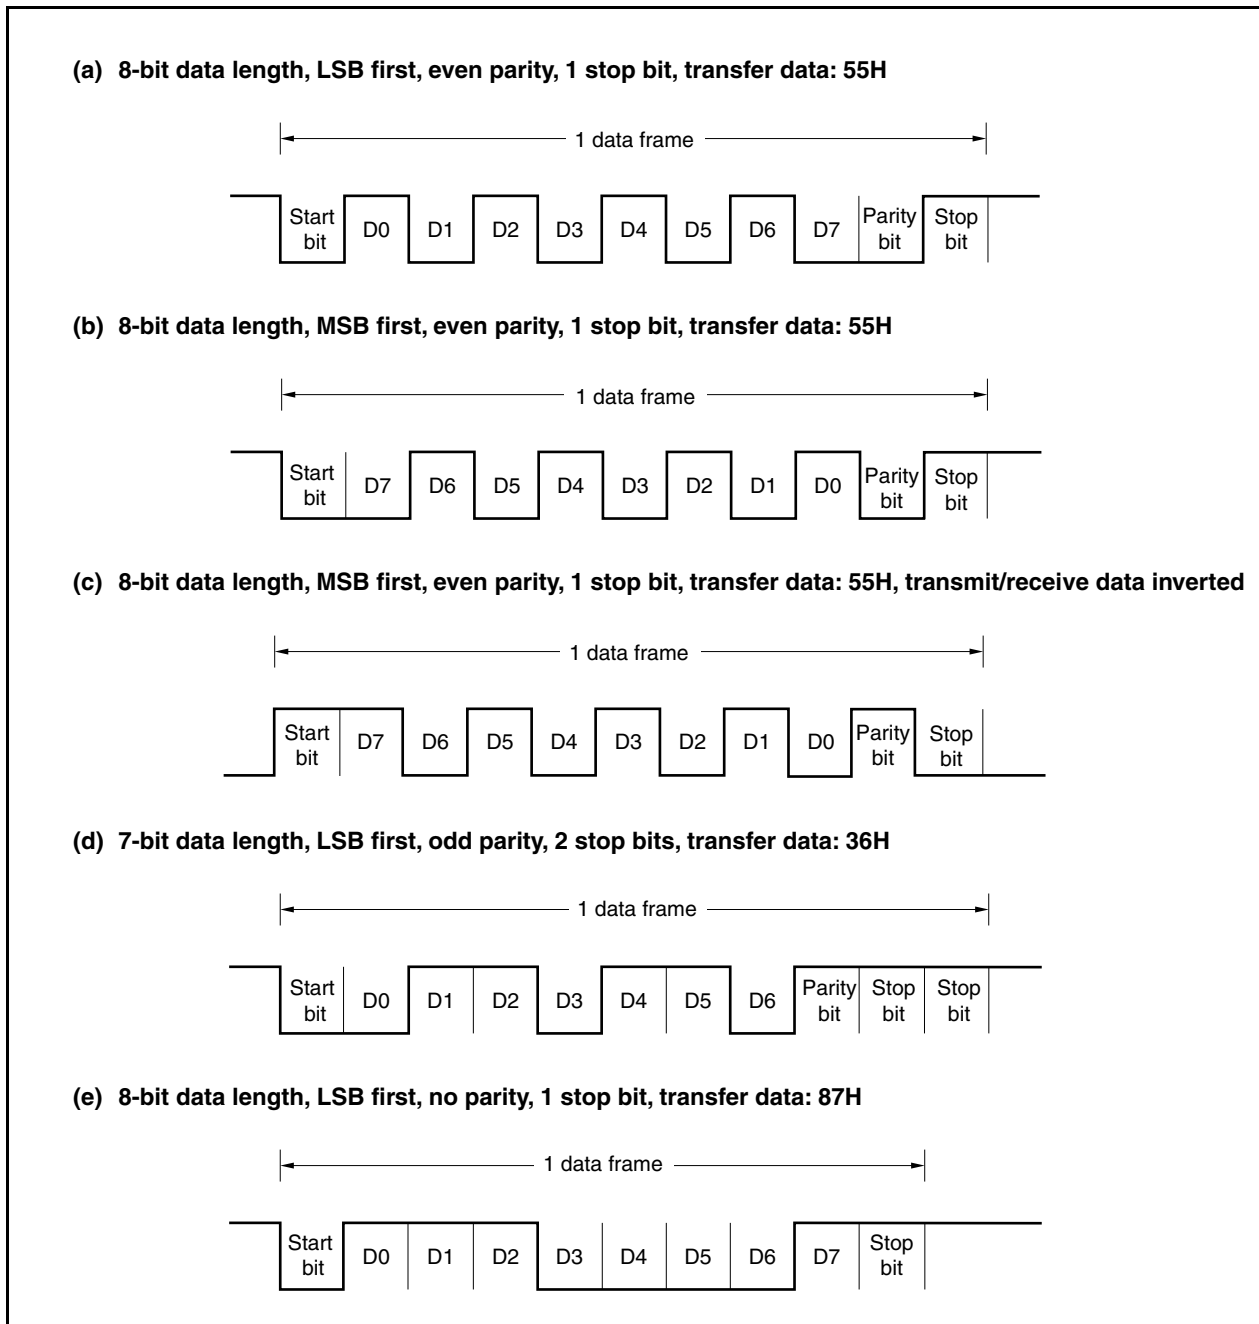 (a) 8-bit data length, LSB first, even parity, 1 stop bit, transfer data: 55H
1 data frame
Start bit D0 D1 D2 D3 D4 D5 D6 D7 Parity bit Stop bit
(b) 8-bit data length, MSB first, even parity, 1 stop bit, transfer data: 55H
1 data frame
Start bit D7 D6 D5 D4 D3 D2 D1 D0 Parity bit Stop bit
(c) 8-bit data length, MSB first, even parity, 1 stop bit, transfer data: 55H, transmit/receive data inverted
1 data frame
Start bit D7 D6 D5 D4 D3 D2 D1 D0 Parity bit Stop bit
(d) 7-bit data length, LSB first, odd parity, 2 stop bits, transfer data: 36H
1 data frame
Start bit D0 D1 D2 D3 D4 D5 D6 Parity bit Stop bit Stop bit
(e) 8-bit data length, LSB first, no parity, 1 stop bit, transfer data: 87H
1 data frame
Start bit D0 D1 D2 D3 D4 D5 D6 D7 Stop bit